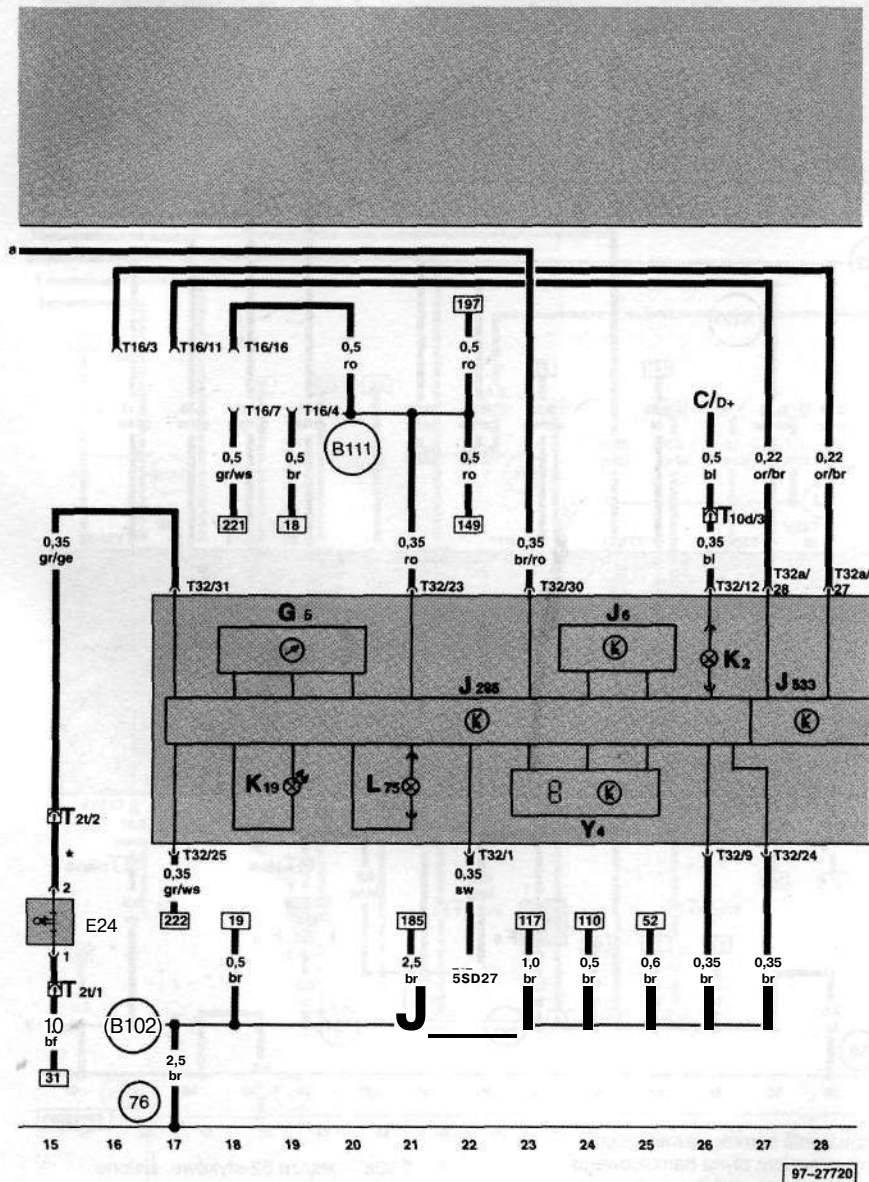 a
197
T16/3 T16/11 T16/16
0,5 ro
0,5 ro
C/D+
T16/7 T16/4
B111
0,5 gr/ws
0,5 br
0,5 ro
0,5 bl
0,22 or/br
0,22 or/br
221 18 149
T10d/3
0,35 gr/ge
0,35 ro
0,35 br/ro
0,35 bl
T32/31 T32/23 T32/30 T32/12 T32a/28 T32a/27
G5 J6
K2
J285 J533
K19 L75
Y4
T2t/2
*
T32/25 T32/1 T32/9 T32/24
2
0,35 gr/ws
0,35 sw
222 19 185 117 110 52
E24
1
0,5 br
2,5 br
5SD27
1,0 br
0,5 br
0,6 br
0,35 br
0,35 br
T2t/1
J
B102
1.0 bf
2,5 br
31
76
15 16 17 18 19 20 21 22 23 24 25 26 27 28
97-27720